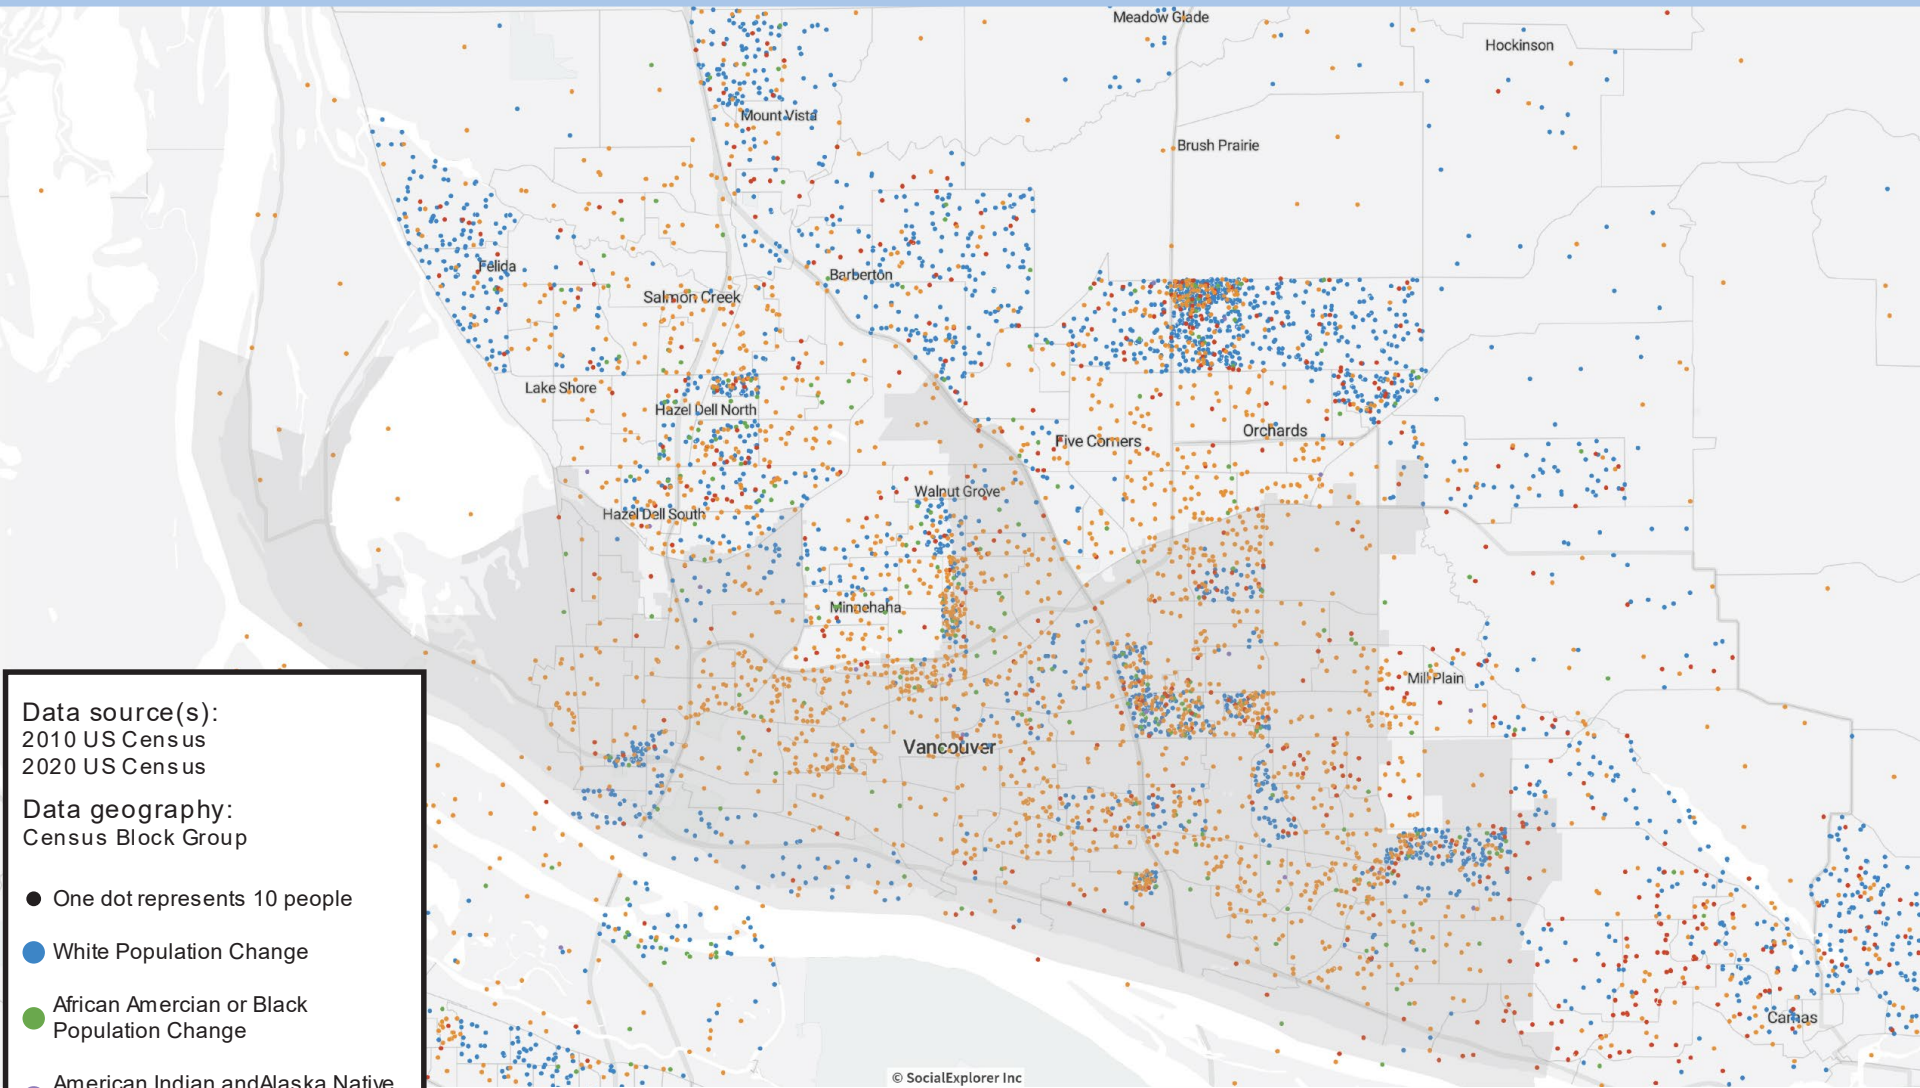 Meadow Glade
Hockinson
Mount Vista
Brush Prairie
Felida
Barberton
Salmon Creek
Lake Shore
Hazel Dell North
Five Corners
Orchards
Walnut Grove
Hazel Dell South
Minnehaha
Mill Plain
Vancouver
Camas
Data source(s):
2010 US Census
2020 US Census
Data geography:
Census Block Group
One dot represents 10 people
White Population Change
African Amercian or Black
Population Change
American Indian andAlaska Native
© SocialExplorer Inc